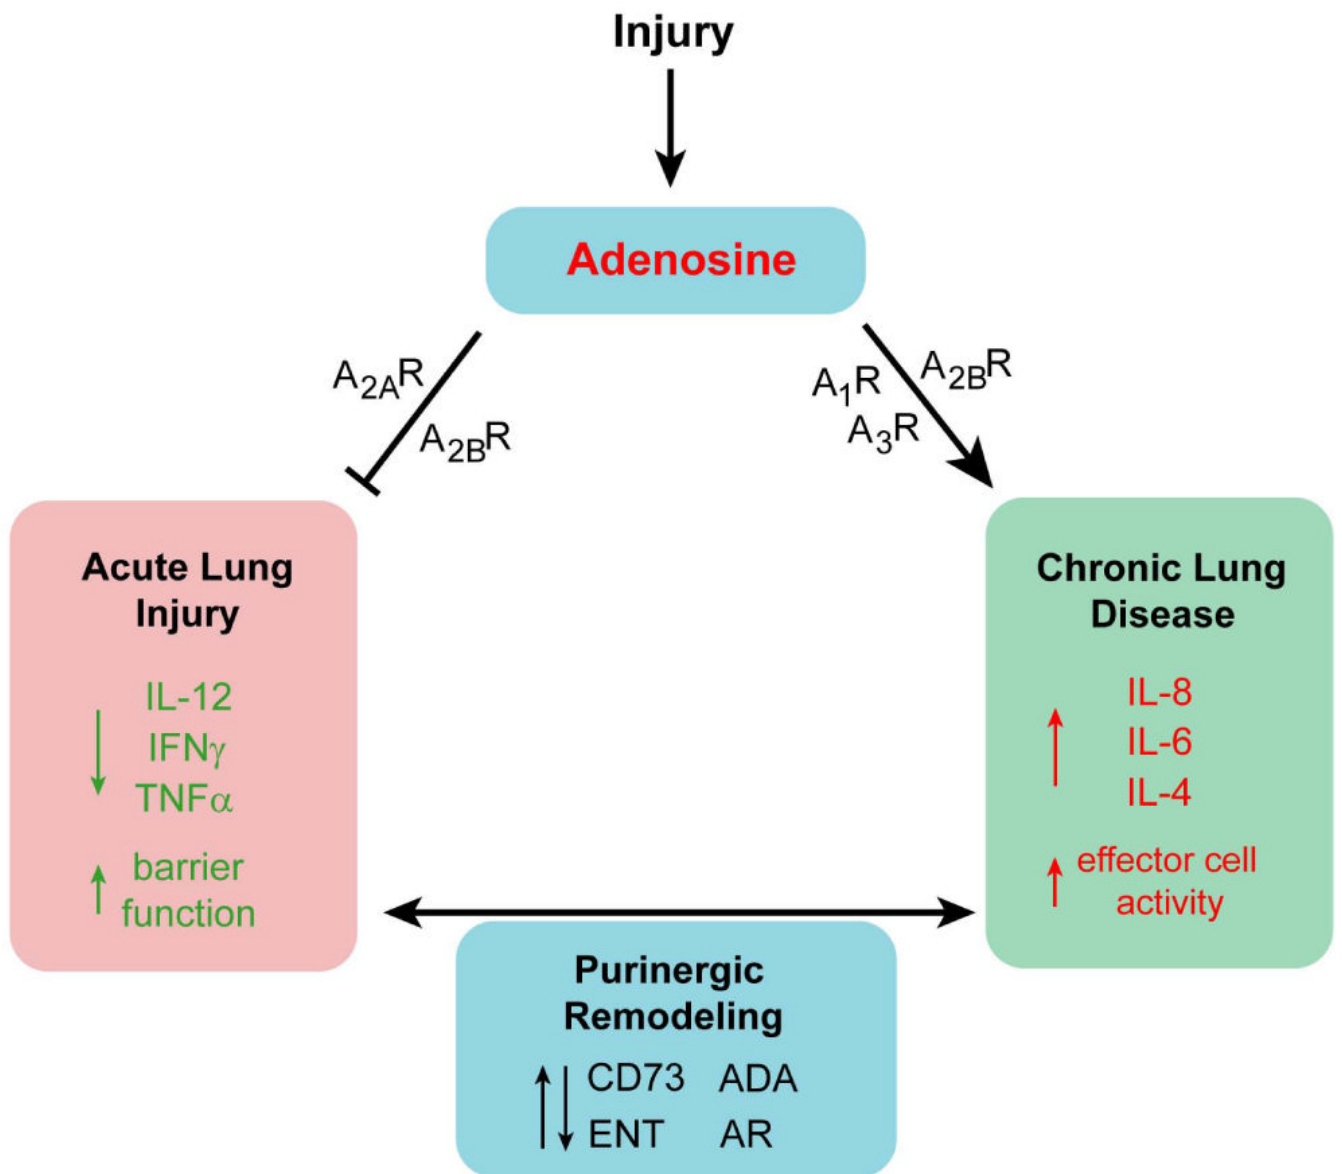 Injury
Adenosine
A2AR
A2BR
A1R
A2BR
A3R
Acute Lung
Injury
IL-12
IFNγ
TNFα
barrier
function
Chronic Lung
Disease
IL-8
IL-6
IL-4
effector cell
activity
Purinergic
Remodeling
CD73 ADA
ENT AR